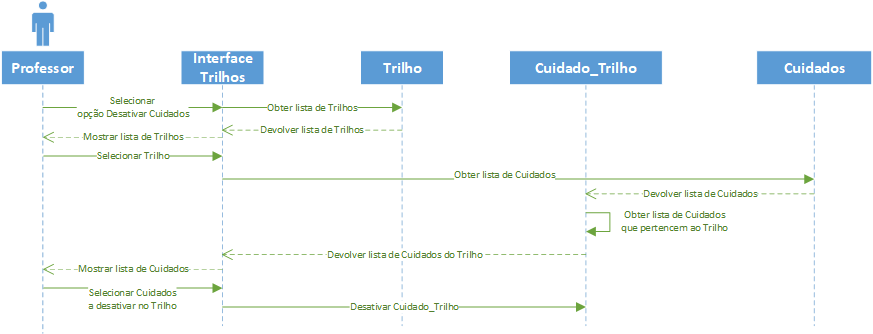 Professor
Interface
Trilhos
Trilho
Cuidado_Trilho
Cuidados
Selecionar
opção Desativar Cuidados
Obter lista de Trilhos
Devolver lista de Trilhos
Mostrar lista de Trilhos
Selecionar Trilho
Obter lista de Cuidados
Devolver lista de Cuidados
Obter lista de Cuidados
que pertencem ao Trilho
Devolver lista de Cuidados do Trilho
Mostrar lista de Cuidados
Selecionar Cuidados
a desativar no Trilho
Desativar Cuidado_Trilho